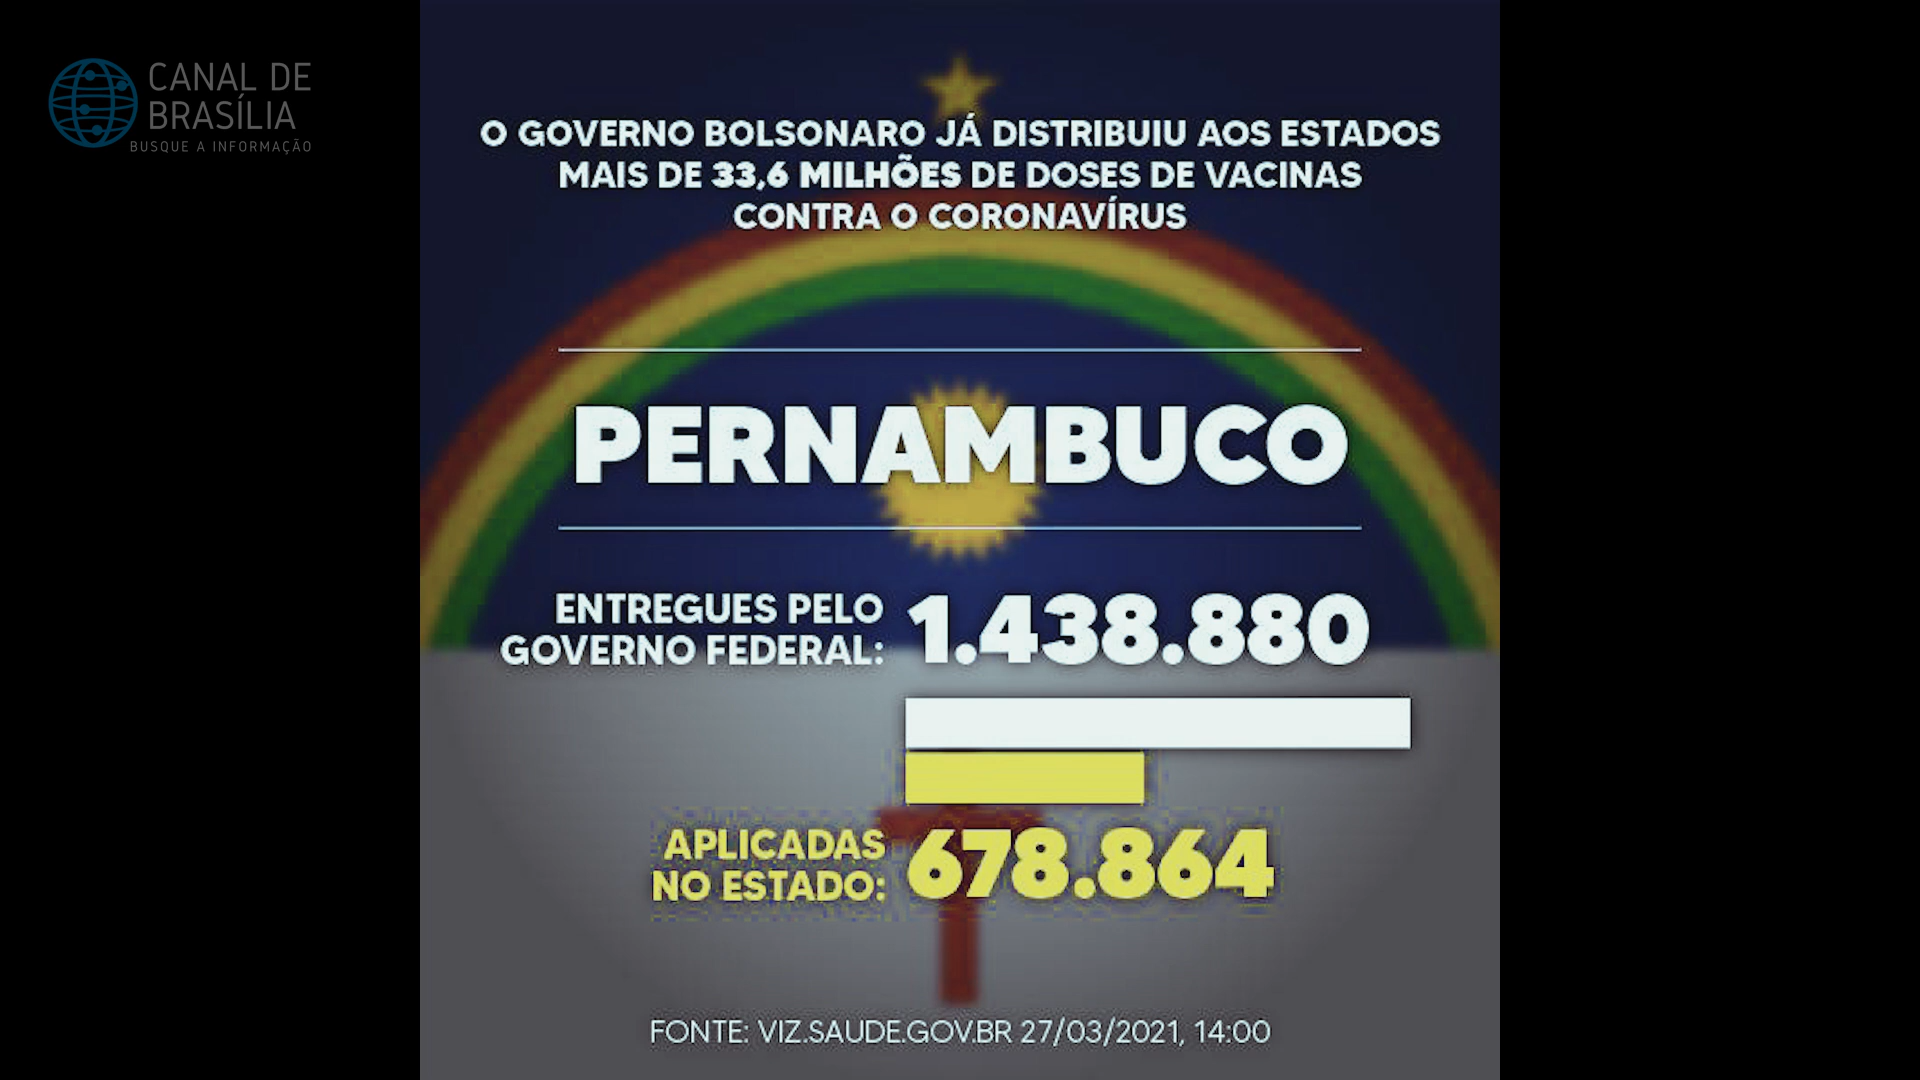 CANAL DE
BRASÍLIA
BUSQUE A INFORMAÇÃO
O GOVERNO BOLSONARO JÁ DISTRIBUIU AOS ESTADOS
MAIS DE 33,6 MILHÕES DE DOSES DE VACINAS
CONTRA O CORONAVÍRUS
PERNAMBUCO
ENTREGUES PELO
GOVERNO FEDERAL: 1.438.880
APLICADAS
NO ESTADO: 678.864
FONTE: VIZ.SAUDE.GOV.BR 27/03/2021, 14:00